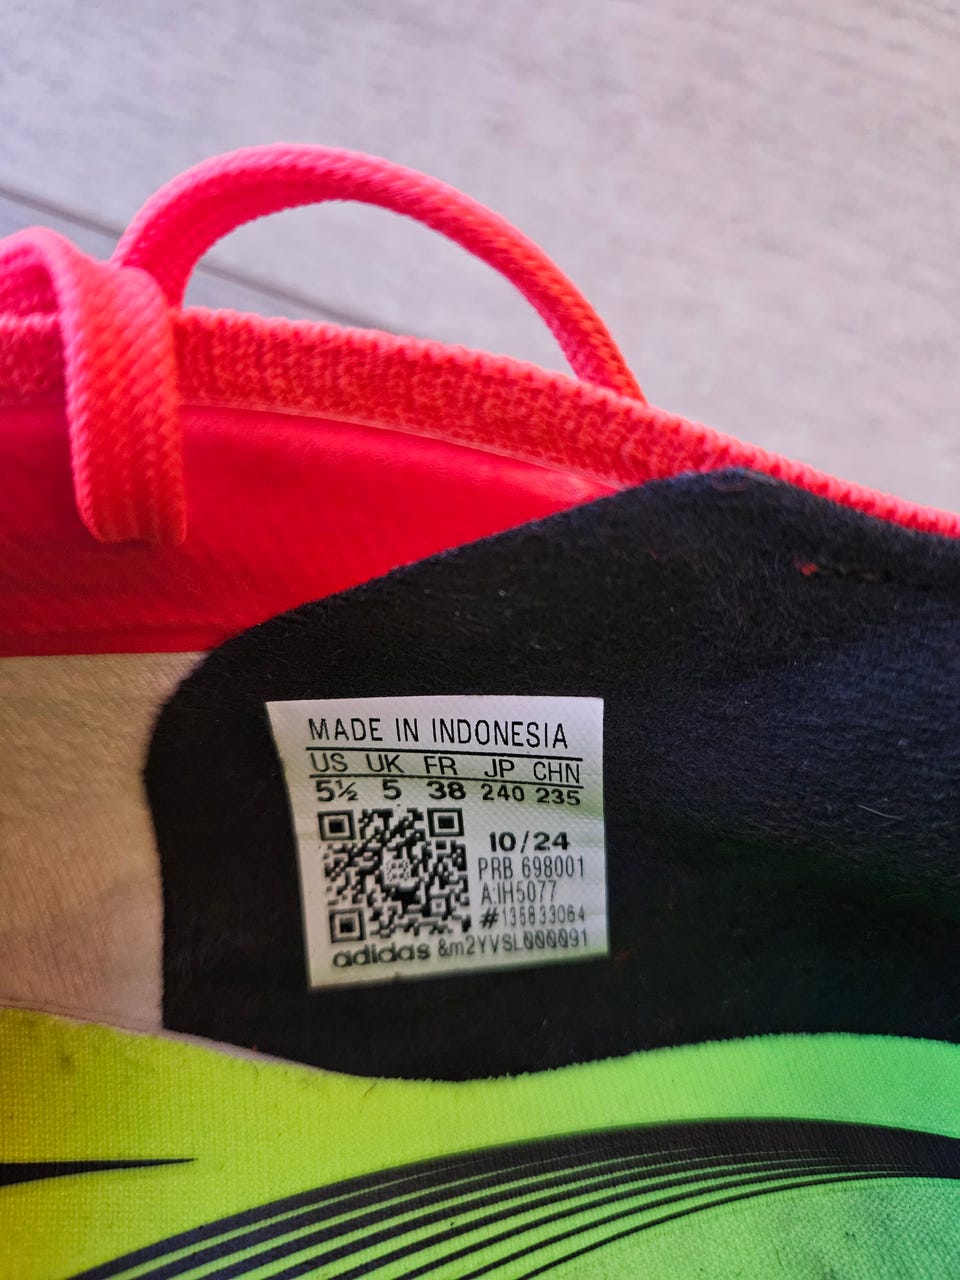 MADE IN INDONESIA
US UK FR JP CHN
5½ 5 38 240 235
10/24
PRB 698001
A:IH5077
#135833064
adidas &m2YVSL000091